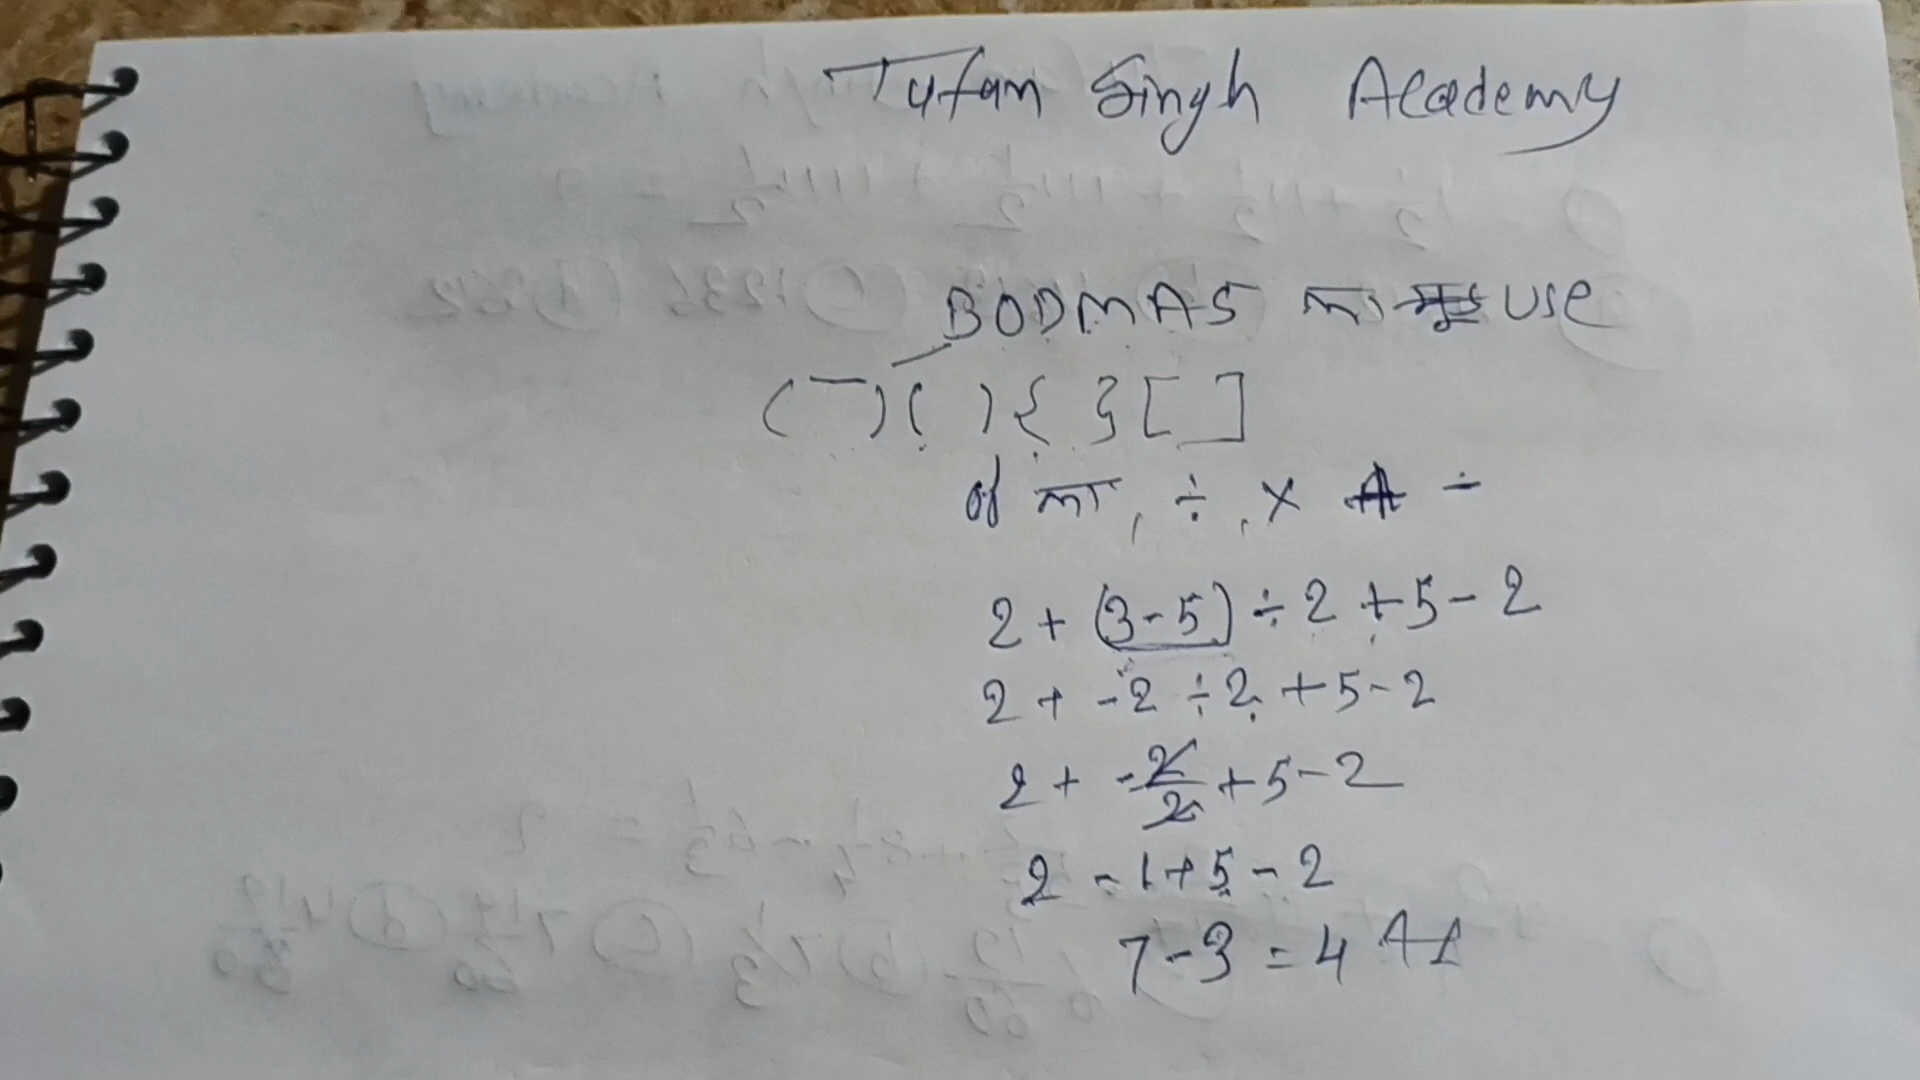 Tufan Singh Academy
BODMAS का use
( ‾ ) ( ) { } [ ]
of का, ÷, × A -
2 + (3-5) ÷ 2 + 5 - 2
2 + -2 ÷ 2 + 5 - 2
2 + -2/2 + 5 - 2
2 - 1 + 5 - 2
7 - 3 = 4 As